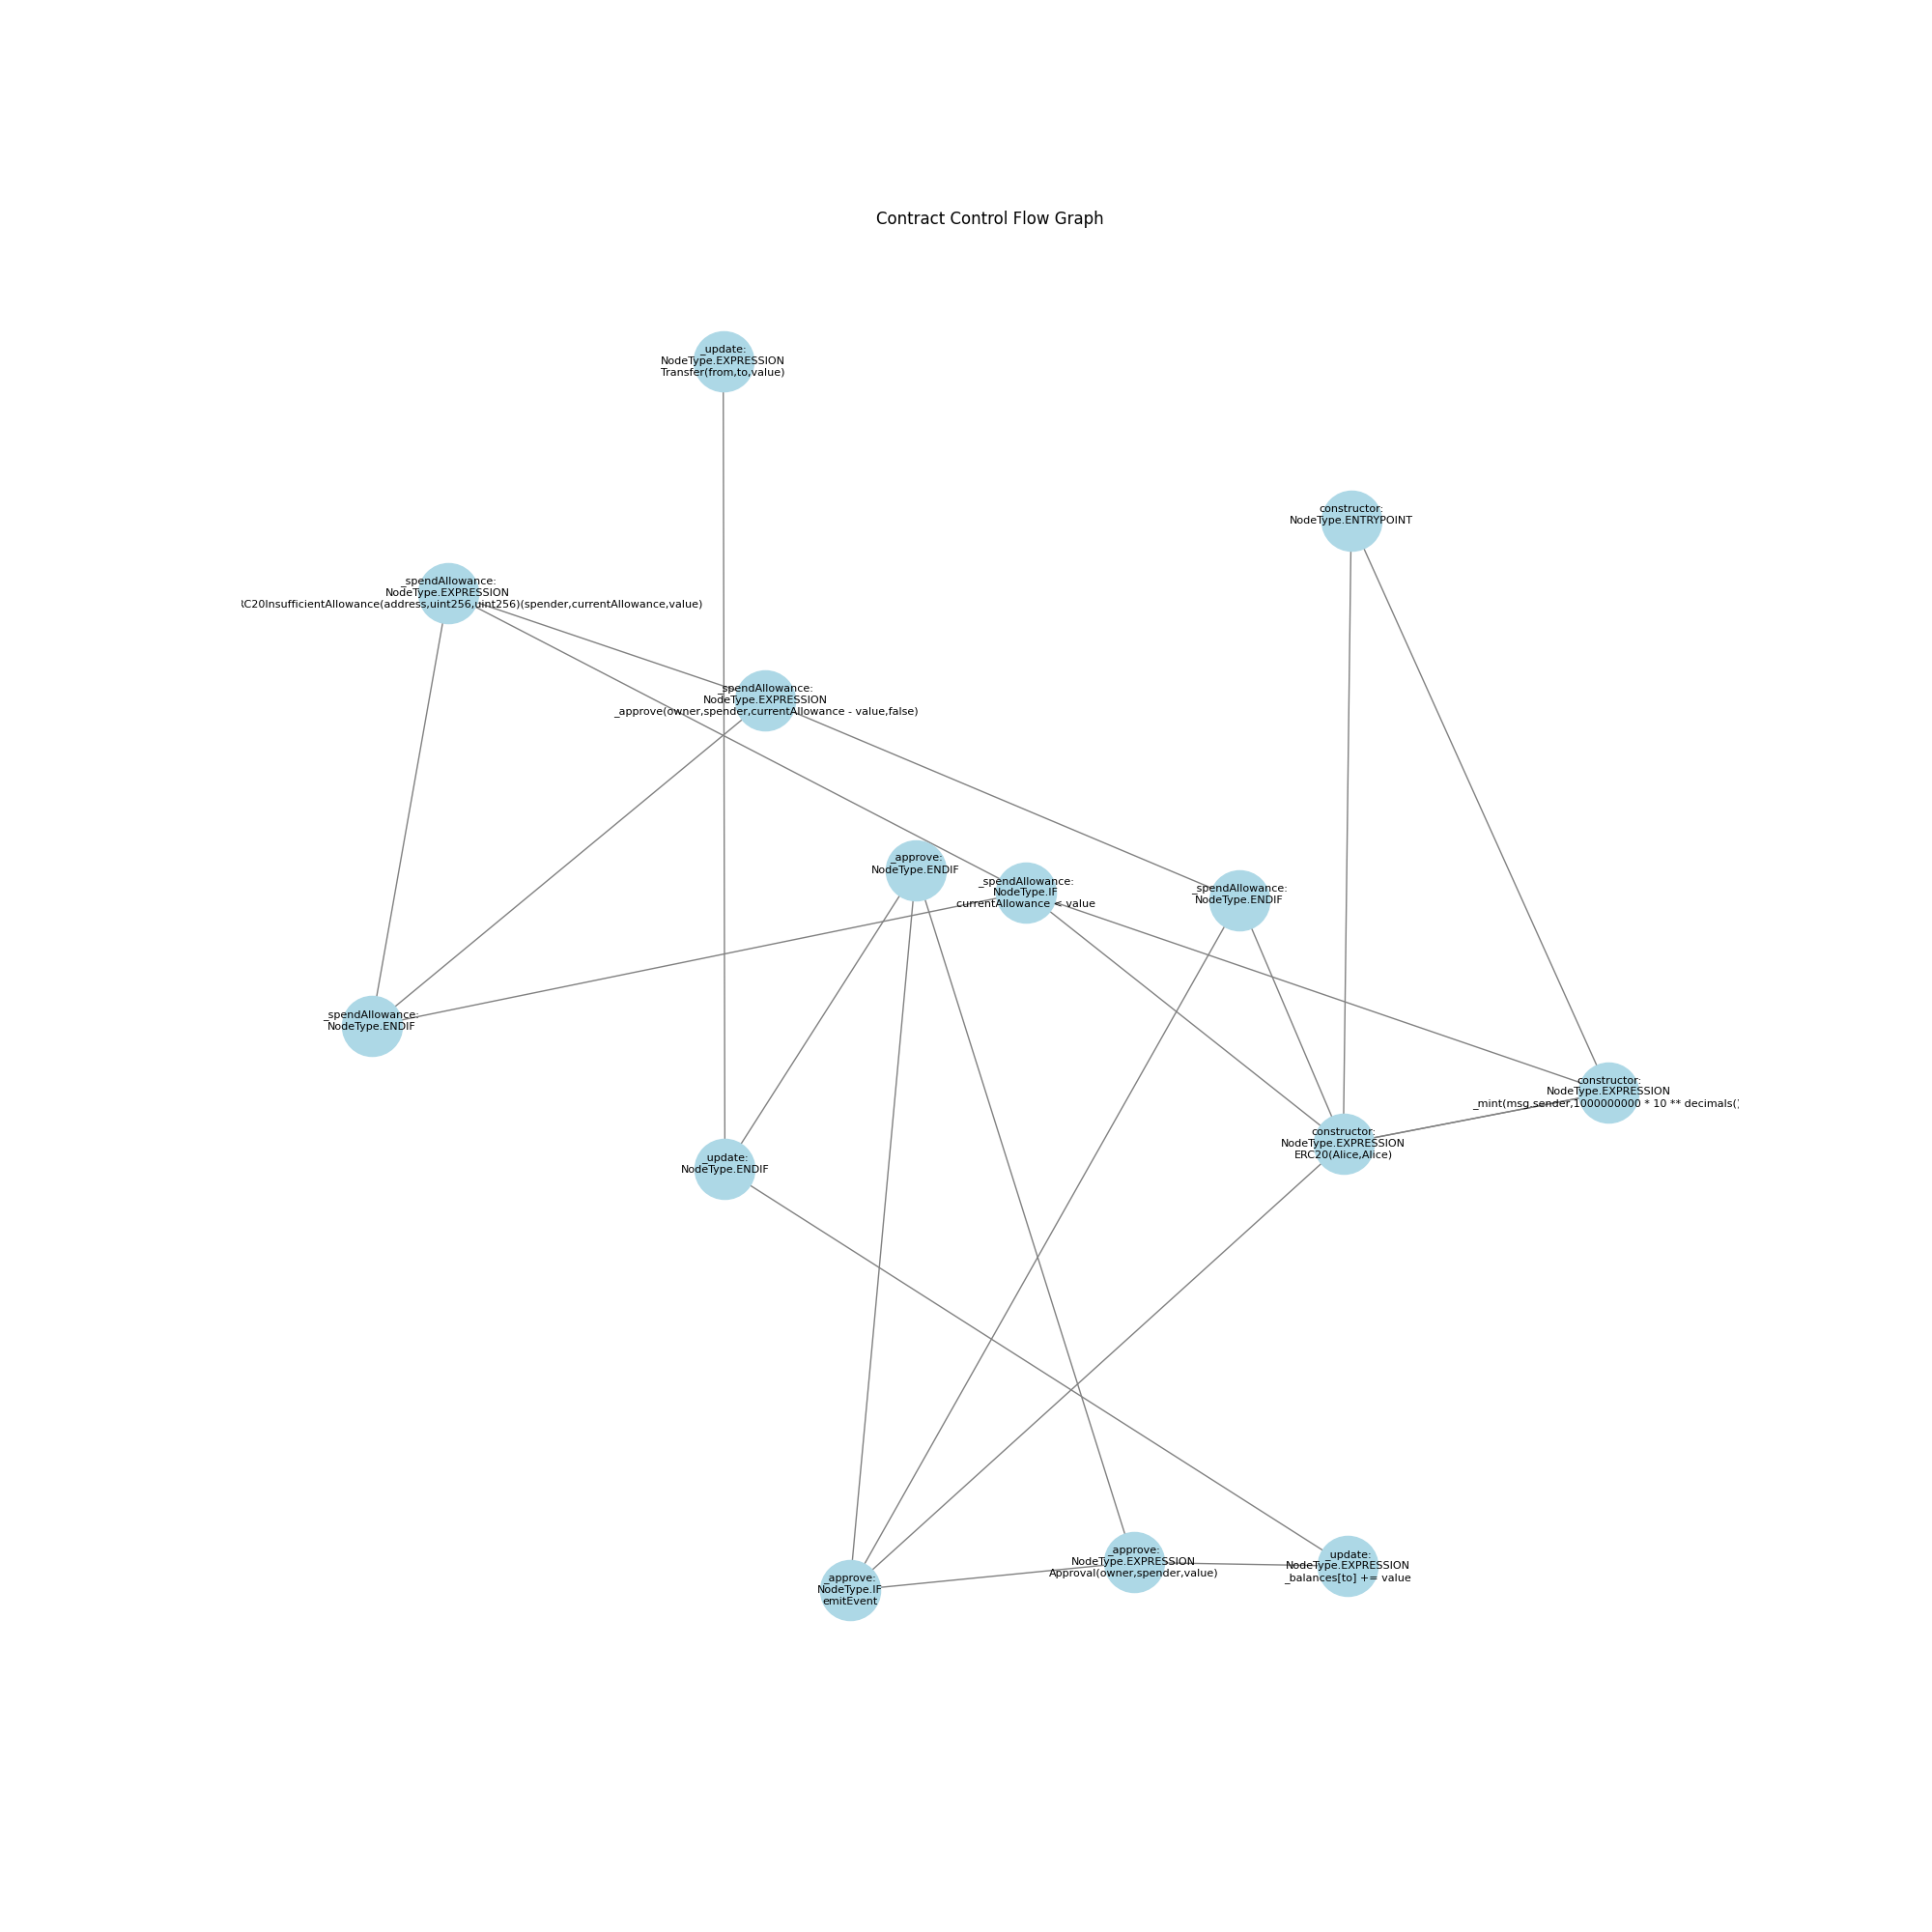 Contract Control Flow Graph
_update:
NodeType.EXPRESSION
Transfer(from,to,value)
constructor:
NodeType.ENTRYPOINT
_spendAllowance:
NodeType.EXPRESSION
C20InsufficientAllowance(address,uint256,uint256)(spender,currentAllowance,value)
_spendAllowance:
NodeType.EXPRESSION
_approve(owner,spender,currentAllowance - value,false)
_approve:
NodeType.ENDIF
_spendAllowance:
NodeType.IF
currentAllowance < value
_spendAllowance:
NodeType.ENDIF
_spendAllowance:
NodeType.ENDIF
constructor:
NodeType.EXPRESSION
_mint(msg.sender,1000000000 * 10 ** decimals()
constructor:
NodeType.EXPRESSION
ERC20(Alice,Alice)
_update:
NodeType.ENDIF
_approve:
NodeType.EXPRESSION
Approval(owner,spender,value)
_update:
NodeType.EXPRESSION
_balances[to] += value
_approve:
NodeType.IF
emitEvent